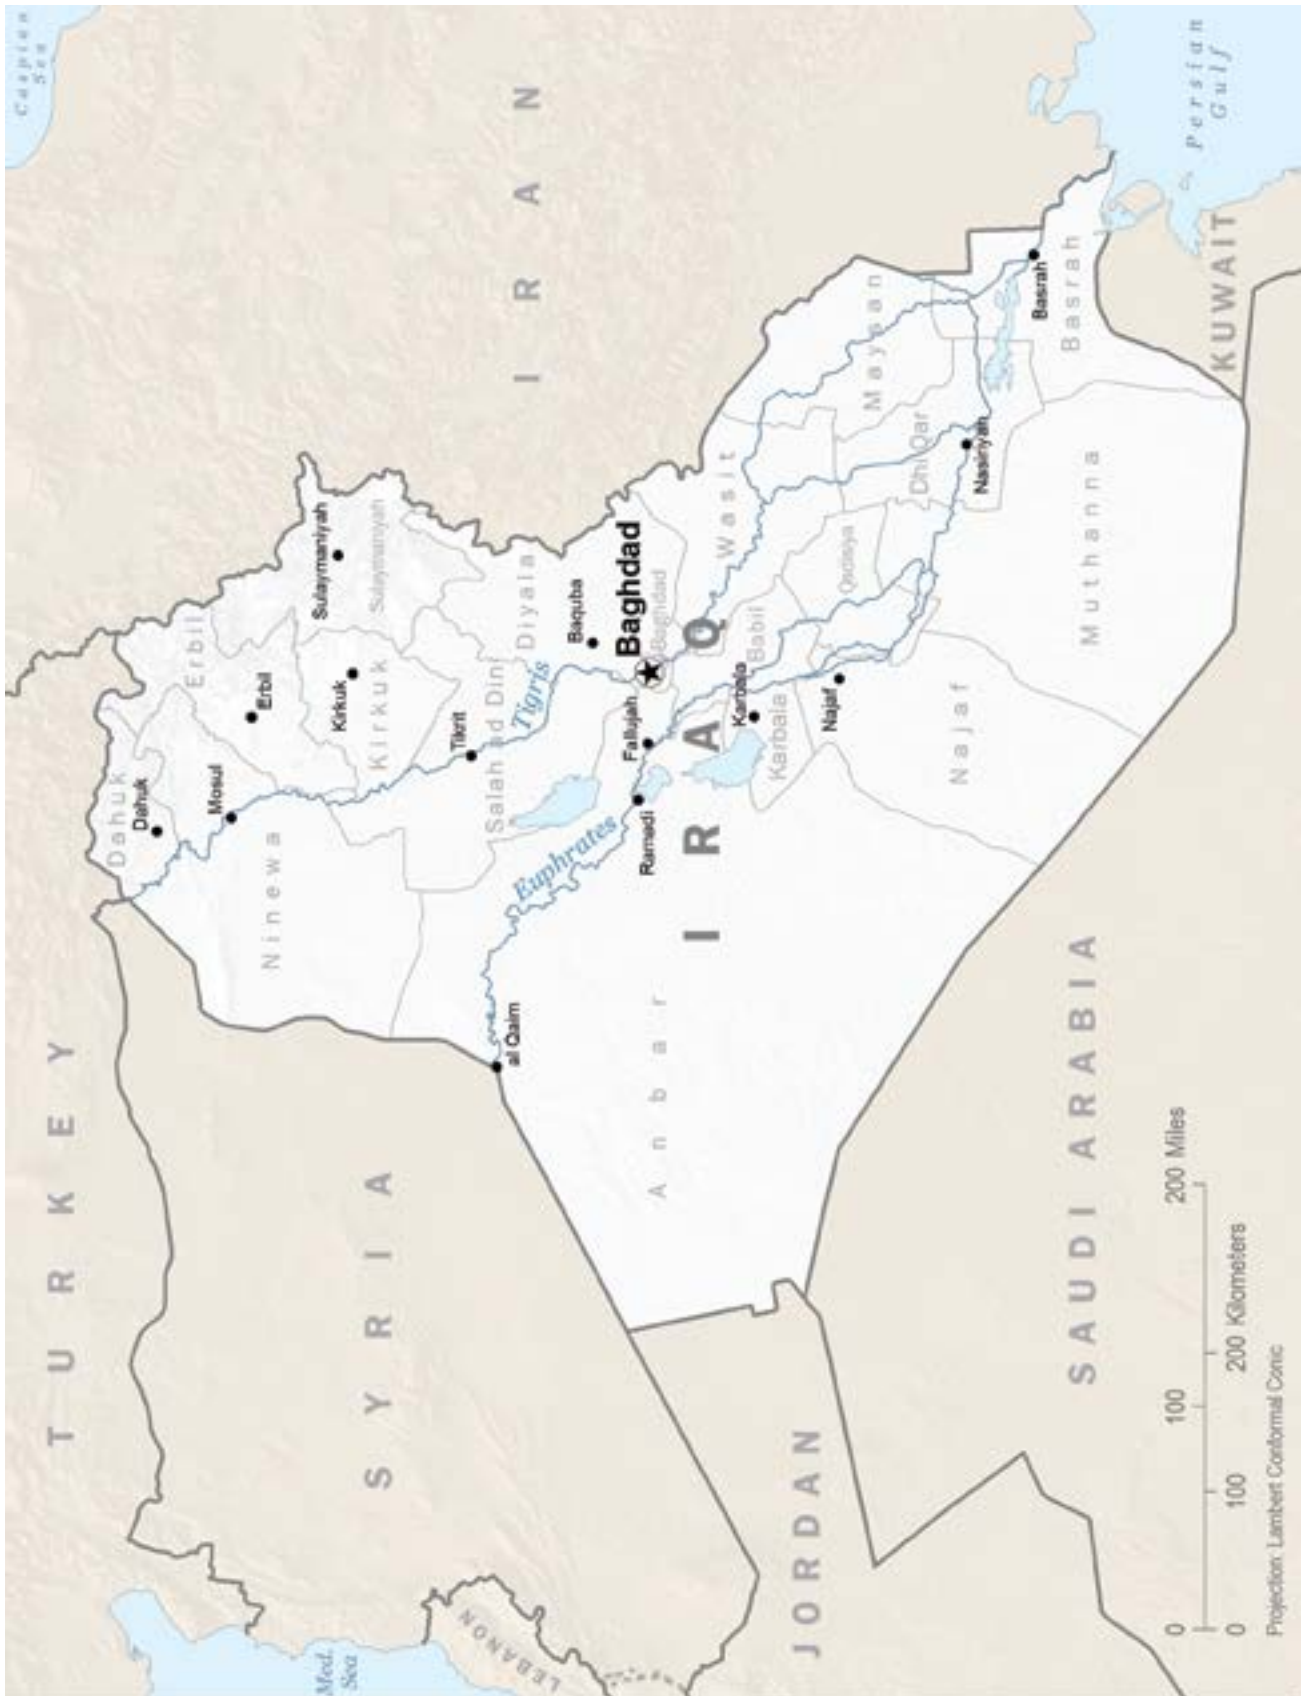 Caspian
Sea
TURKEY
SYRIA
IRAN
Med.
Sea
LEBANON
JORDAN
SAUDI ARABIA
KUWAIT
Persian
Gulf
IRAQ
Dahuk
Dahuk
Mosul
Ninewa
Erbil
Erbil
Kirkuk
Kirkuk
Sulaymaniyah
Sulaymaniyah
Tikrit
Salah ad Din
Tigris
Diyala
Baquba
al Qaim
Euphrates
Anbar
Ramadi
Fallujah
Baghdad
Baghdad
Karbala
Karbala
Babil
Wasit
Najaf
Najaf
Qadisya
Dhi Qar
Maysan
Nasiriyah
Muthanna
Basrah
Basrah
0 100 200 Miles
0 100 200 Kilometers
Projection: Lambert Conformal Conic